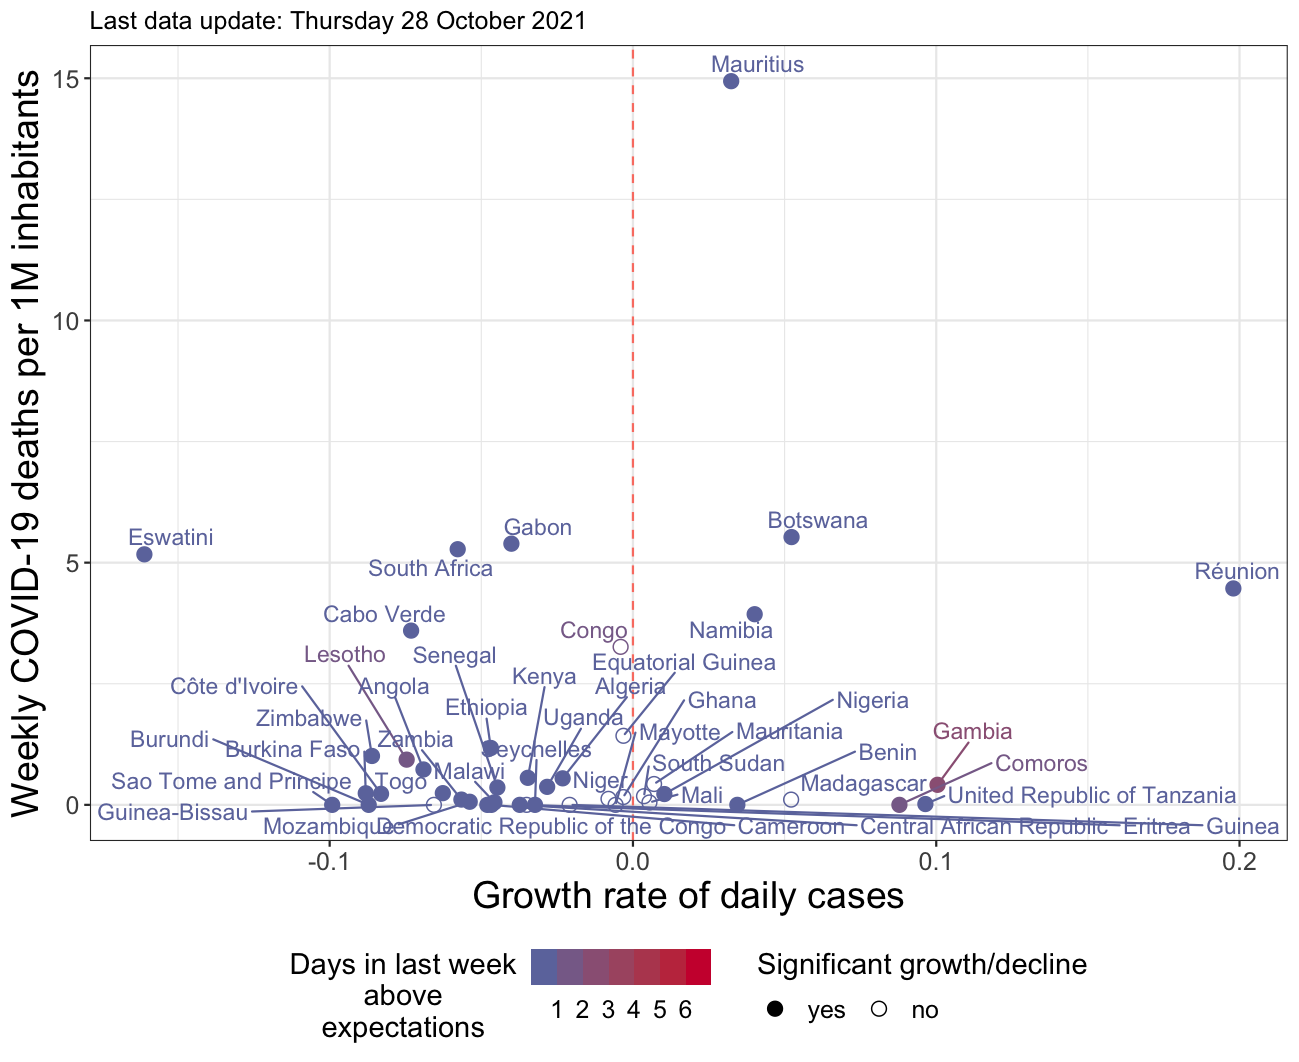 Last data update: Thursday 28 October 2021
Weekly COVID-19 deaths per 1M inhabitants
15
10
5
0
Mauritius
Eswatini
Gabon
South Africa
Botswana
Réunion
Cabo Verde
Congo
Namibia
Lesotho
Senegal
Equatorial Guinea
Côte d'Ivoire
Angola
Kenya
Algeria
Ghana
Nigeria
Zimbabwe
Ethiopia
Uganda
Burundi
Burkina Faso
Zambia
Seychelles
Mayotte
Mauritania
Gambia
Benin
South Sudan
Comoros
Sao Tome and Principe
Togo
Malawi
Niger
Mali
Madagascar
United Republic of Tanzania
Guinea-Bissau
Mozambique
Democratic Republic of the Congo
Cameroon
Central African Republic
Eritrea
Guinea
-0.1
0.0
0.1
0.2
Growth rate of daily cases
Days in last week
above
expectations
1 2 3 4 5 6
Significant growth/decline
yes
no